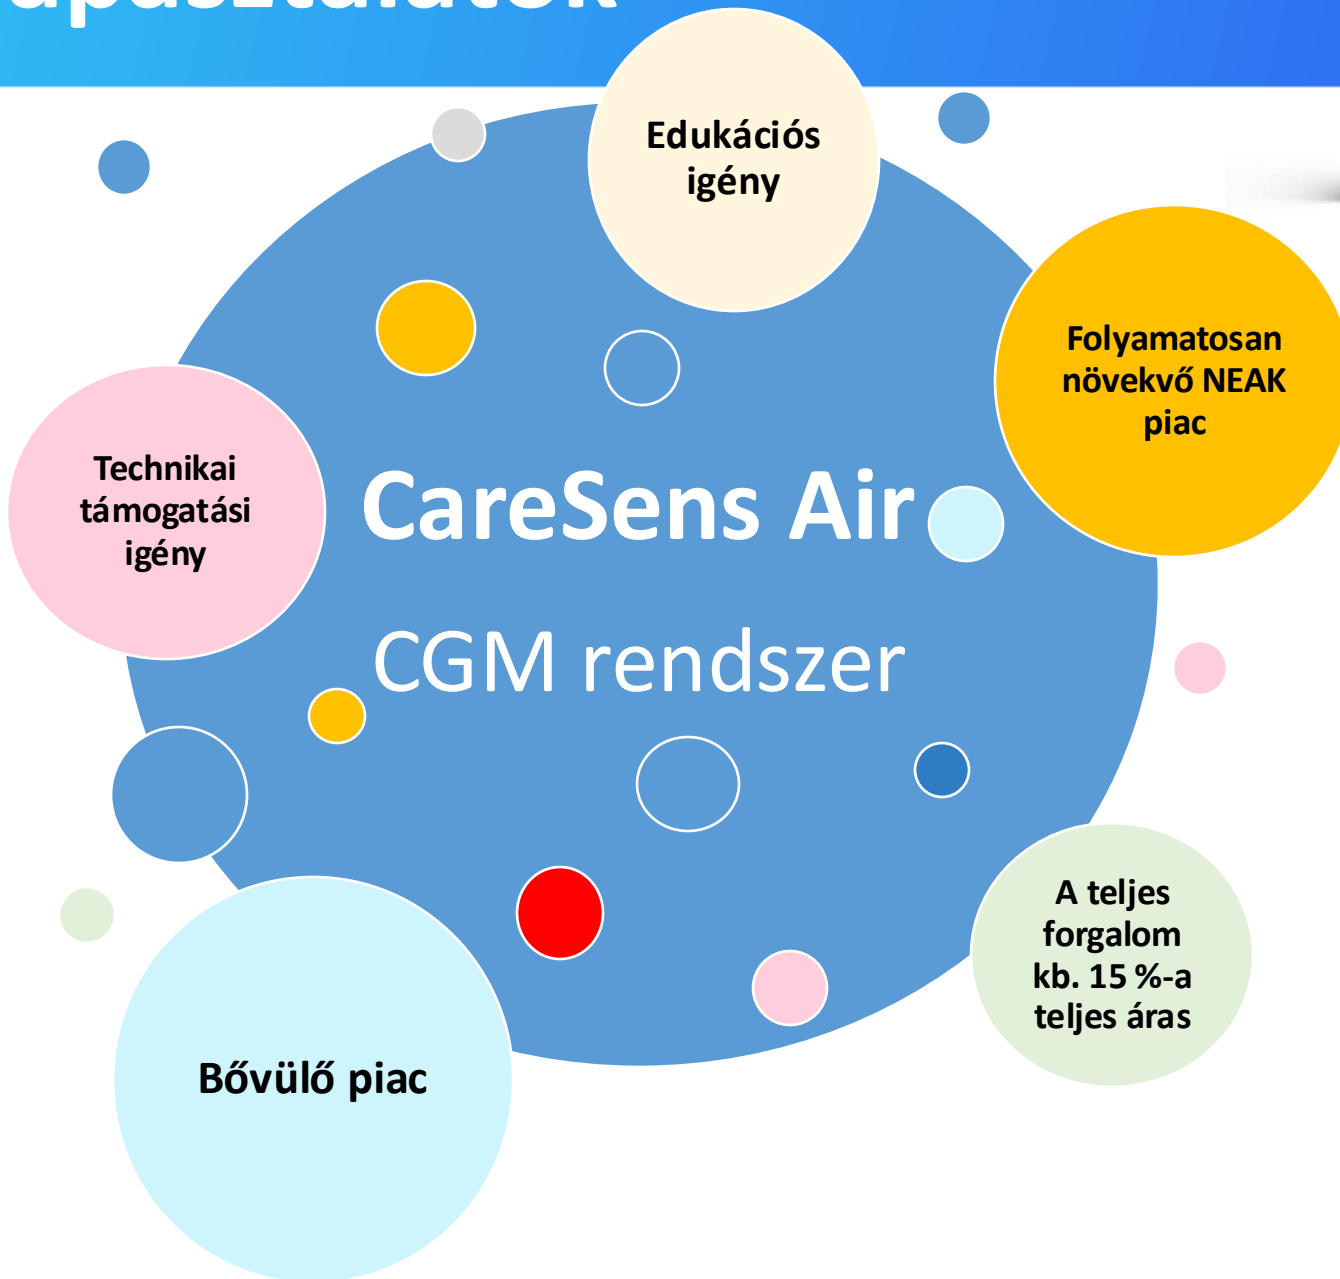 Edukációs
igény
Folyamatosan
növekvő NEAK
piac
Technikai
támogatási
igény
CareSens Air
CGM rendszer
A teljes
forgalom
kb. 15 %-a
teljes áras
Bővülő piac